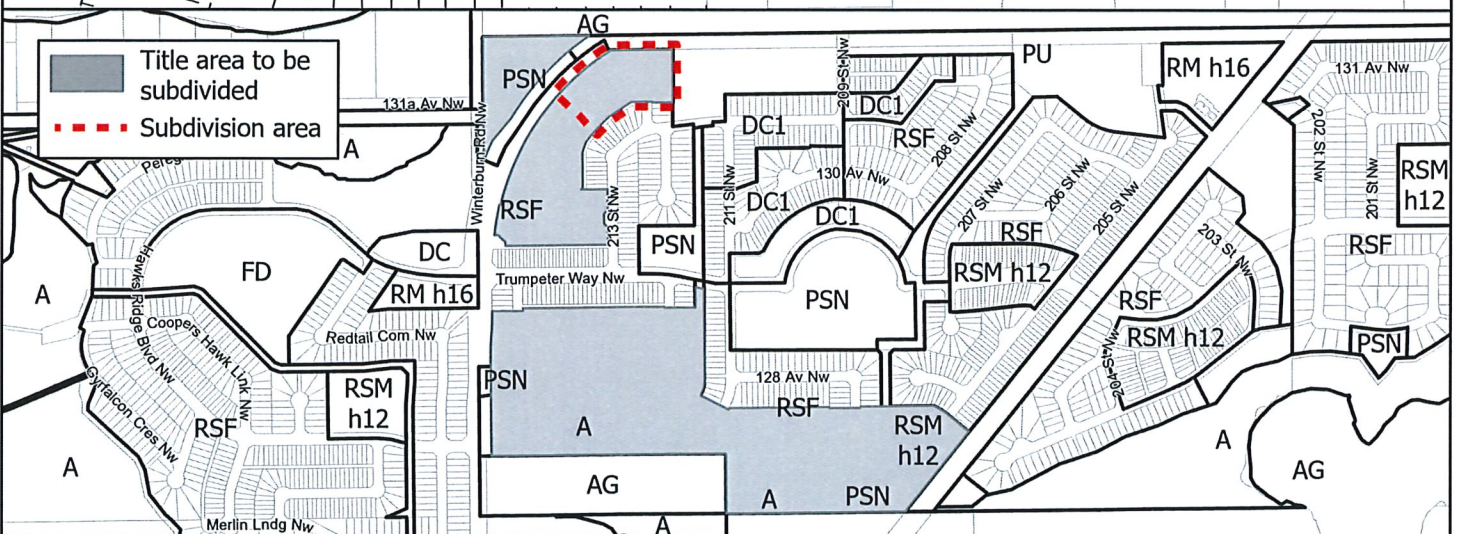 AG
Title area to be
subdivided
Subdivision area
PSN
131a Av Nw
Winterburn Rd Nw
A
RSF
213 St Nw
PSN
Trumpeter Way Nw
209 St Nw
DC1
DC1
RSF
208 St Nw
PU
RM h16
131 Av Nw
202 St Nw
201 St Nw
RSM
h12
RSF
130 Av Nw
211 St Nw
DC1
DC1
PSN
207 St Nw
206 St Nw
205 St Nw
RSF
RSM h12
203 St Nw
RSF
RSM h12
204 St Nw
PSN
A
Hawks Ridge Blvd Nw
FD
DC
RM h16
Coopers Hawk Link Nw
Redtail Com Nw
Gyrfalcon Cres Nw
RSF
RSM
h12
PSN
128 Av Nw
RSF
A
RSM
h12
A
A
AG
AG
A
PSN
Merlin Lndg Nw
A